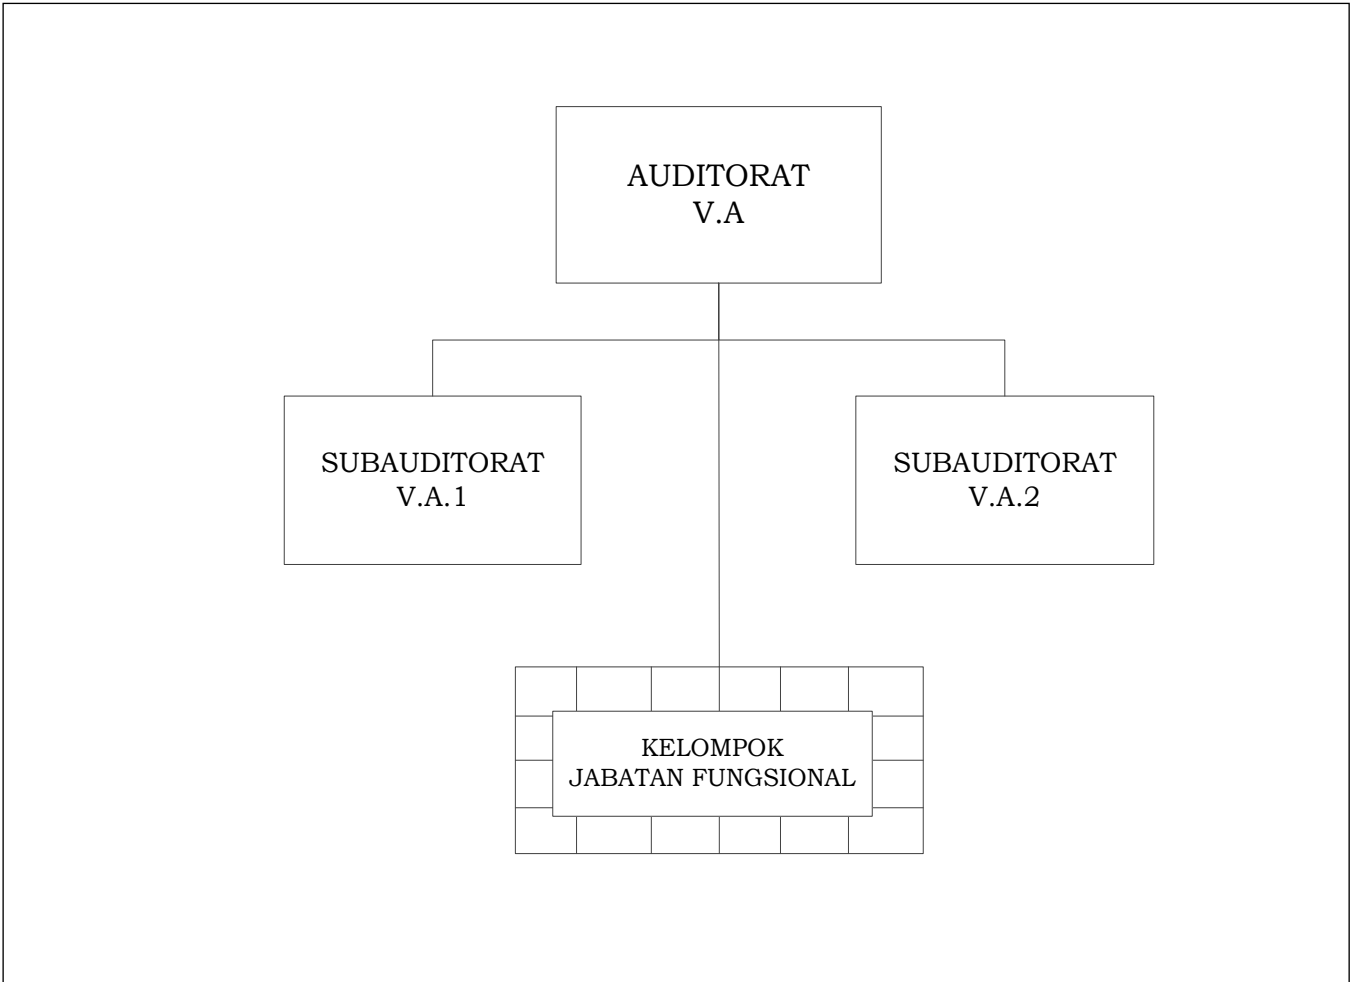 AUDITORAT
V.A
SUBAUDITORAT
V.A.1
SUBAUDITORAT
V.A.2
KELOMPOK
JABATAN FUNGSIONAL